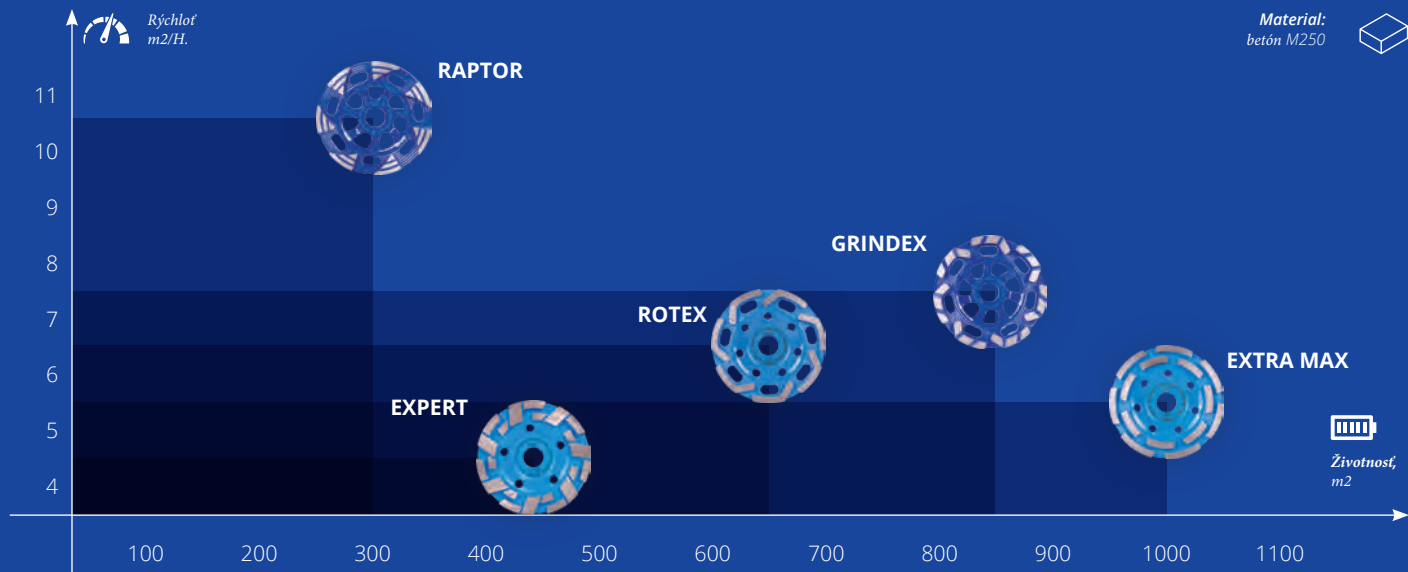 Rýchloť
m2/H.
Material:
betón M250
RAPTOR
11
10
9
8
7
6
5
4
GRINDEX
ROTEX
EXTRA MAX
EXPERT
Životnosť,
m2
100 200 300 400 500 600 700 800 900 1000 1100